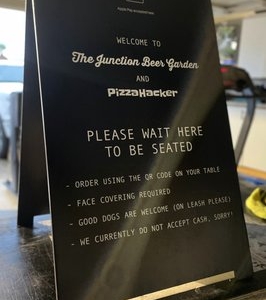 WELCOME TO
The Junction Beer Garden
AND
PizzaHacker
PLEASE WAIT HERE
TO BE SEATED
- ORDER USING THE QR CODE ON YOUR TABLE
- FACE COVERING REQUIRED
- GOOD DOGS ARE WELCOME (ON LEASH PLEASE)
- WE CURRENTLY DO NOT ACCEPT CASH, SORRY!